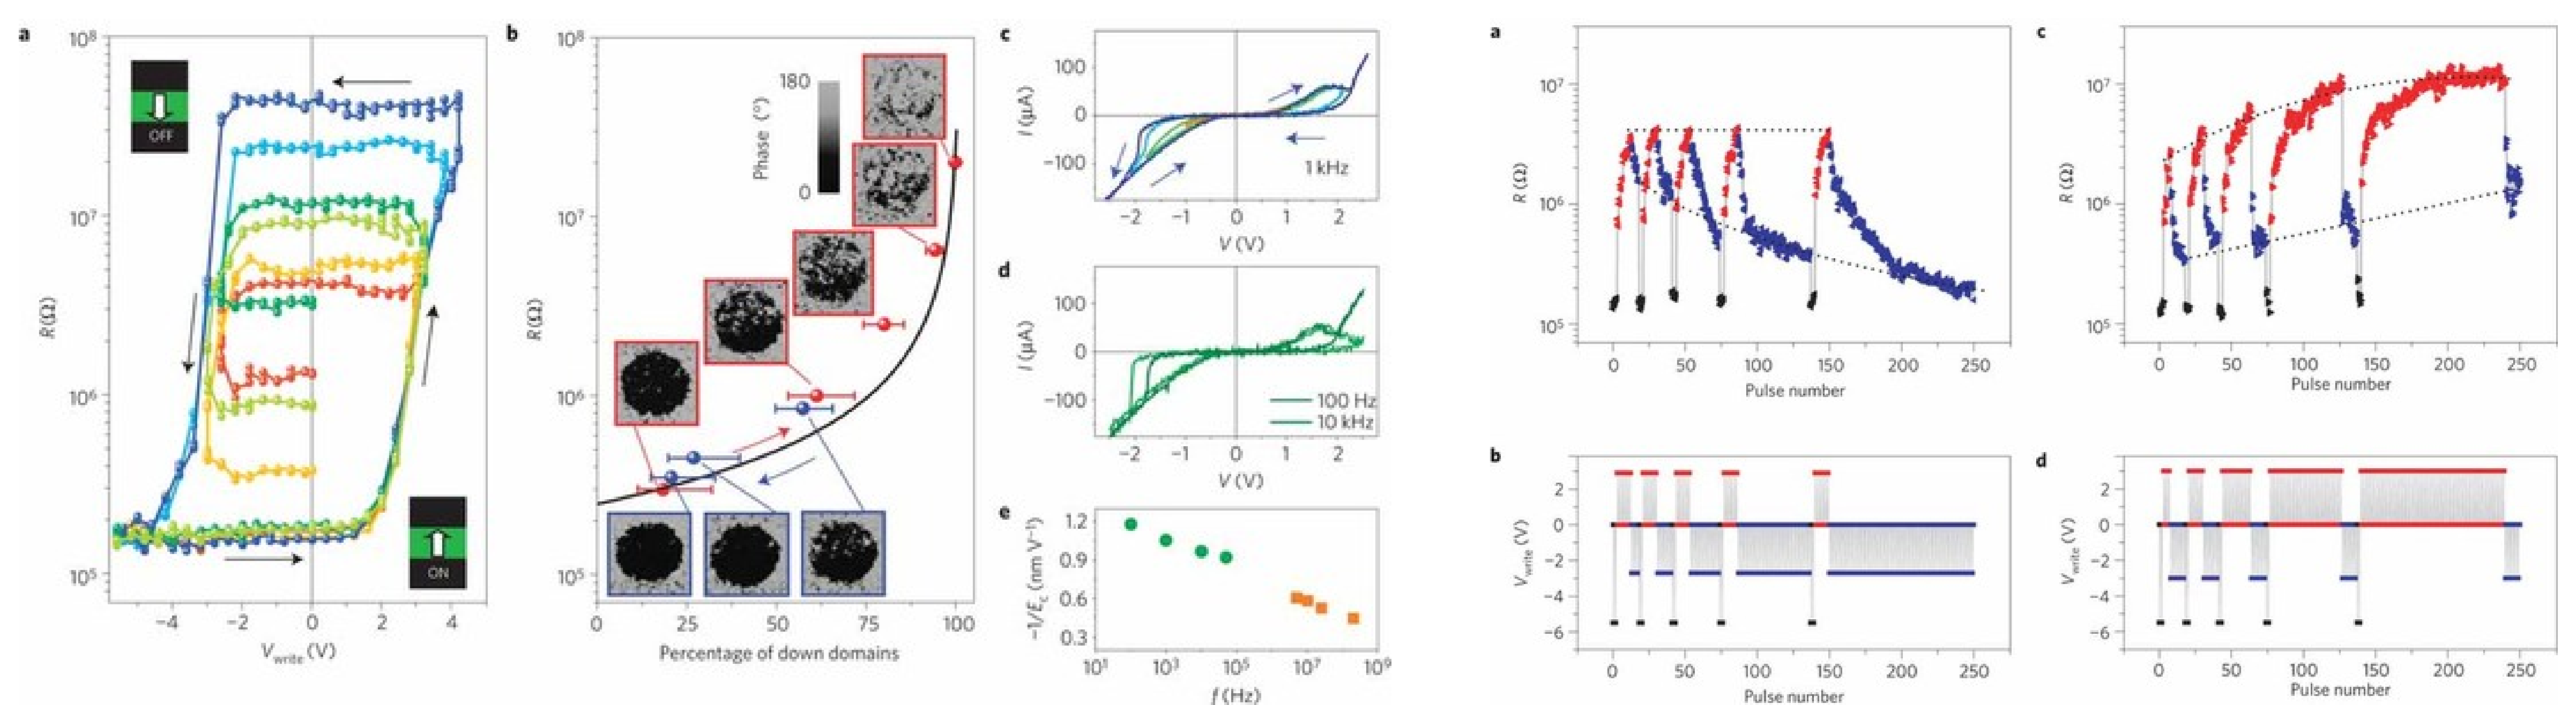 a
10⁸
10⁷
10⁶
10⁵
R(Ω)
OFF
ON
−4 −2 0 2 4
Vwrite (V)
b
10⁸
10⁷
10⁶
10⁵
R(Ω)
180
Phase (°)
0
0 25 50 75 100
Percentage of down domains
c
100
0
−100
I (μA)
1 kHz
−2 −1 0 1 2
V (V)
d
100
0
−100
I (μA)
100 Hz
10 kHz
−2 −1 0 1 2
V (V)
e
1.2
0.9
0.6
0.3
−1/Ec (nm V⁻¹)
10¹ 10³ 10⁵ 10⁷ 10⁹
f (Hz)
a
10⁷
10⁶
10⁵
R (Ω)
0 50 100 150 200 250
Pulse number
c
10⁷
10⁶
10⁵
R (Ω)
0 50 100 150 200 250
Pulse number
b
2
0
−2
−4
−6
Vwrite (V)
0 50 100 150 200 250
Pulse number
d
2
0
−2
−4
−6
Vwrite (V)
0 50 100 150 200 250
Pulse number